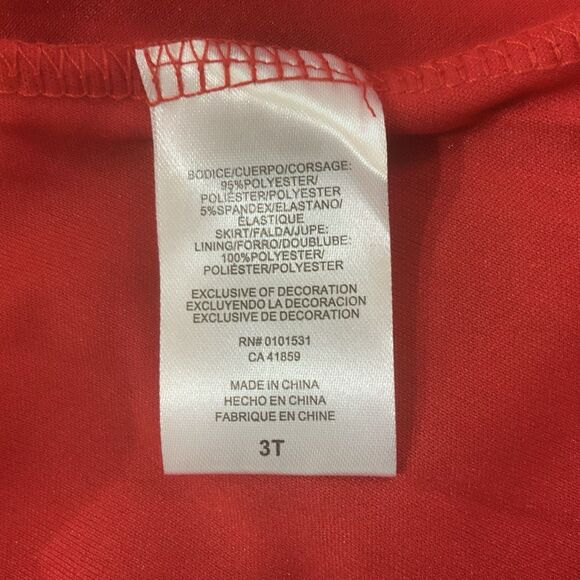 BODICE/CUERPO/CORSAGE:
95%POLYESTER/
POLIÉSTER/POLYESTER
5%SPANDEX/ELASTANO/
ÉLASTIQUE
SKIRT/FALDA/JUPE:
LINING/FORRO/DOUBLUBE:
100%POLYESTER/
POLIÉSTER/POLYESTER
EXCLUSIVE OF DECORATION
EXCLUYENDO LA DECORACION
EXCLUSIVE DE DECORATION
RN# 0101531
CA 41859
MADE IN CHINA
HECHO EN CHINA
FABRIQUE EN CHINE
3T